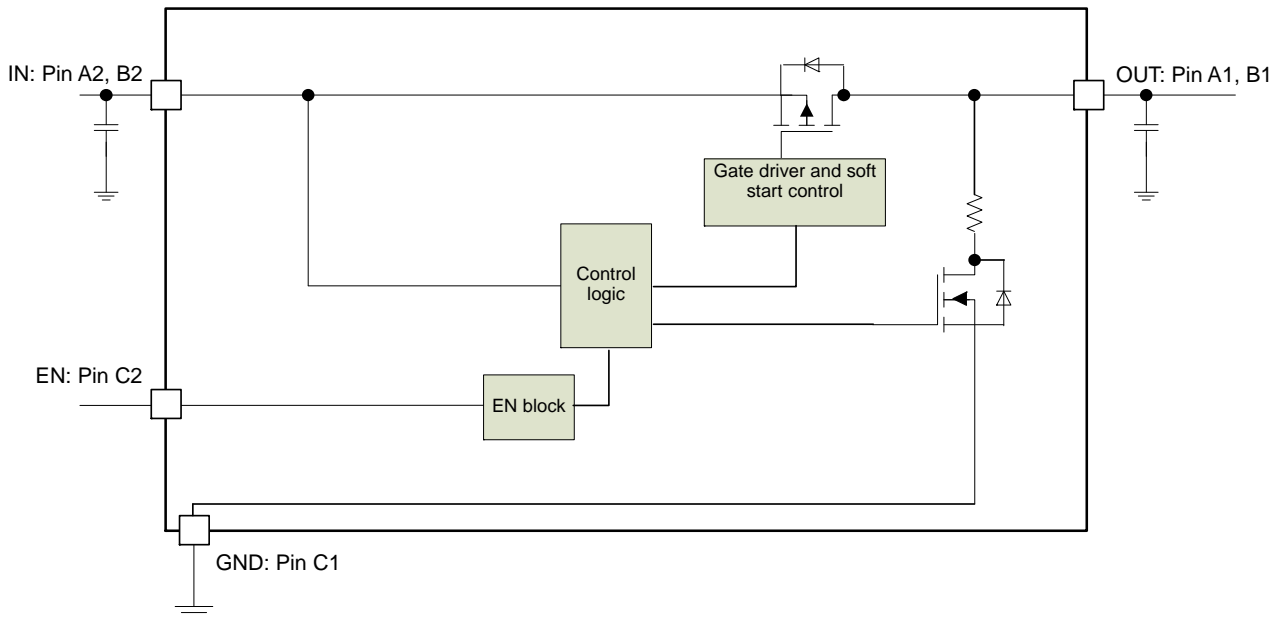 IN: Pin A2, B2
OUT: Pin A1, B1
Gate driver and soft
start control
Control
logic
EN: Pin C2
EN block
GND: Pin C1